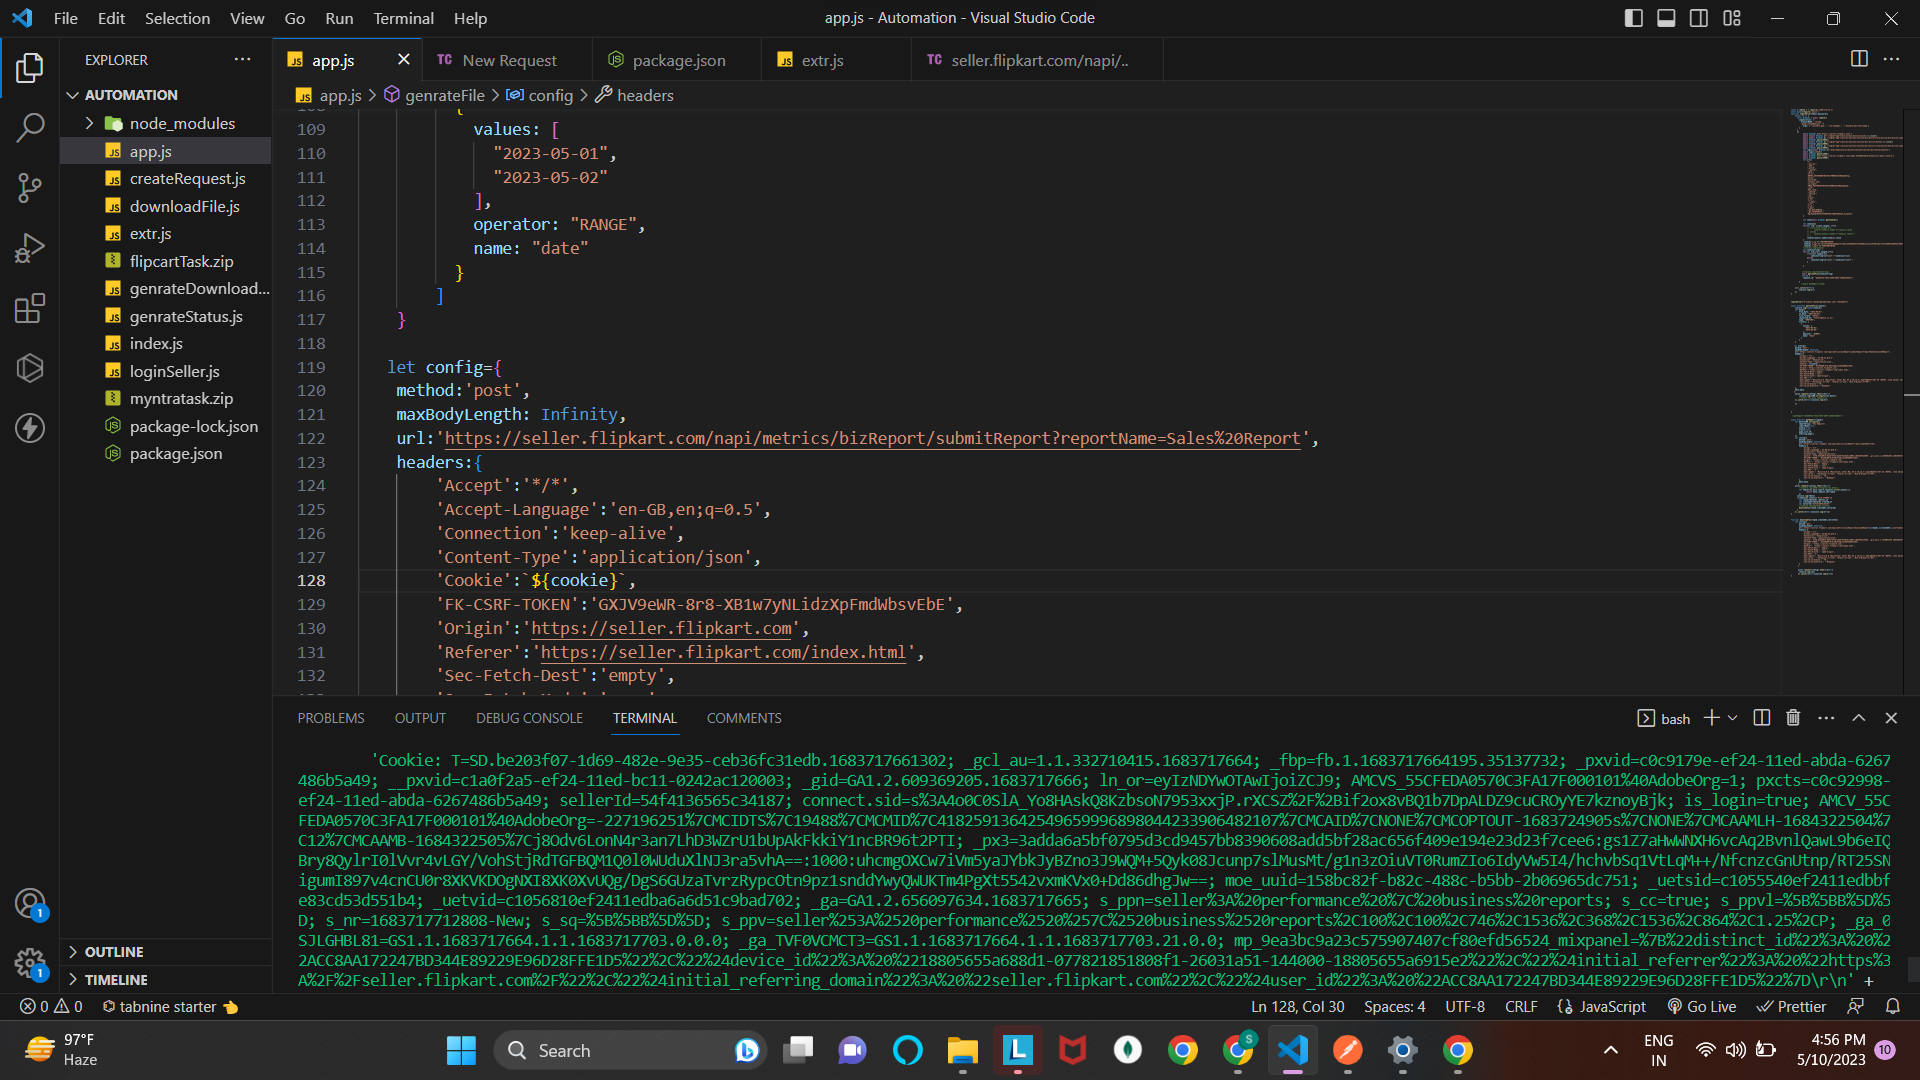 File Edit Selection View Go Run Terminal Help
app.js - Automation - Visual Studio Code
EXPLORER
AUTOMATION
node_modules
app.js
createRequest.js
downloadFile.js
extr.js
flipcartTask.zip
genrateDownload...
genrateStatus.js
index.js
loginSeller.js
myntratask.zip
package-lock.json
package.json
OUTLINE
TIMELINE
app.js
New Request
package.json
extr.js
seller.flipkart.com/napi/..
app.js > genrateFile > config > headers
109 values: [
110 "2023-05-01",
111 "2023-05-02"
112 ],
113 operator: "RANGE",
114 name: "date"
115 }
116 ]
117 }
118
119 let config={
120 method:'post',
121 maxBodyLength: Infinity,
122 url:'https://seller.flipkart.com/napi/metrics/bizReport/submitReport?reportName=Sales%20Report',
123 headers:{
124 'Accept':'*/*',
125 'Accept-Language':'en-GB,en;q=0.5',
126 'Connection':'keep-alive',
127 'Content-Type':'application/json',
128 'Cookie':`${cookie}`,
129 'FK-CSRF-TOKEN':'GXJV9eWR-8r8-XB1w7yNLidzXpFmdWbsvEbE',
130 'Origin':'https://seller.flipkart.com',
131 'Referer':'https://seller.flipkart.com/index.html',
132 'Sec-Fetch-Dest':'empty',
PROBLEMS OUTPUT DEBUG CONSOLE TERMINAL COMMENTS
bash
'Cookie: T=SD.be203f07-1d69-482e-9e35-ceb36fc31edb.1683717661302; _gcl_au=1.1.332710415.1683717664; _fbp=fb.1.1683717664195.35137732; _pxvid=c0c9179e-ef24-11ed-abda-6267
486b5a49; __pxvid=c1a0f2a5-ef24-11ed-bc11-0242ac120003; _gid=GA1.2.609369205.1683717666; ln_or=eyIzNDYwOTAwIjoiZCJ9; AMCVS_55CFEDA0570C3FA17F000101%40AdobeOrg=1; pxcts=c0c92998-
ef24-11ed-abda-6267486b5a49; sellerId=54f4136565c34187; connect.sid=s%3A4o0C0SlA_Yo8HAskQ8KzbsoN7953xxjP.rXCSZ%2F%2Bif2ox8vBQ1b7DpALDZ9cuCROyYE7kznoyBjk; is_login=true; AMCV_55C
FEDA0570C3FA17F000101%40AdobeOrg=-227196251%7CMCIDTS%7C19488%7CMCMID%7C41825913642549659996898044233906482107%7CMCAID%7CNONE%7CMCOPTOUT-1683724905s%7CNONE%7CMCAAMLH-1684322504%7
C12%7CMCAAMB-1684322505%7Cj8Odv6LonN4r3an7LhD3WZrU1bUpAkFkkiY1ncBR96t2PTI; _px3=3adda6a5bf0795d3cd9457bb8390608add5bf28ac656f409e194e23d23f7cee6:gs1Z7aHwWNXH6vcAq2BvnlQawL9b6eIQ
Bry8QylrI0lVvr4vLGY/VohStjRdTGFBQM1Q0l0WUduXlNJ3ra5vhA==:1000:uhcmgOXCw7iVm5yaJYbkJyBZno3J9WQM+5Qyk08Jcunp7slMusMt/g1n3zOiuVT0RumZIo6IdyVw5I4/hchvbSq1VtLqM++/NfcnzcGnUtnp/RT25SN
igumI897v4cnCU0r8XKVKDOgNXI8XK0XvUQg/DgS6GUzaTvrzRypcOtn9pz1snddYwyQWUKTm4PgXt5542vxmKVx0+Dd86dhgJw==; moe_uuid=158bc82f-b82c-488c-b5bb-2b06965dc751; _uetsid=c1055540ef2411edbbf
e83cd53d551b4; _uetvid=c1056810ef2411edba6a6d51c9bad702; _ga=GA1.2.656097634.1683717665; s_ppn=seller%3A%20performance%20%7C%20business%20reports; s_cc=true; s_ppvl=%5B%5BB%5D%5
D; s_nr=1683717712808-New; s_sq=%5B%5BB%5D%5D; s_ppv=seller%253A%2520performance%2520%257C%2520business%2520reports%2C100%2C100%2C746%2C1536%2C368%2C1536%2C864%2C1.25%2CP; _ga_0
SJLGHBL81=GS1.1.1683717664.1.1.1683717703.0.0.0; _ga_TVF0VCMCT3=GS1.1.1683717664.1.1.1683717703.21.0.0; mp_9ea3bc9a23c575907407cf80efd56524_mixpanel=%7B%22distinct_id%22%3A%20%2
2ACC8AA172247BD344E89229E96D28FFE1D5%22%2C%22%24device_id%22%3A%20%2218805655a688d1-077821851808f1-26031a51-144000-18805655a6915e2%22%2C%22%24initial_referrer%22%3A%20%22https%3
A%2F%2Fseller.flipkart.com%2F%22%2C%22%24initial_referring_domain%22%3A%20%22seller.flipkart.com%22%2C%22%24user_id%22%3A%20%22ACC8AA172247BD344E89229E96D28FFE1D5%22%7D\r\n' +
0 0 tabnine starter
Ln 128, Col 30 Spaces: 4 UTF-8 CRLF JavaScript Go Live Prettier
97°F
Haze
Search
ENG
IN
4:56 PM
5/10/2023
10